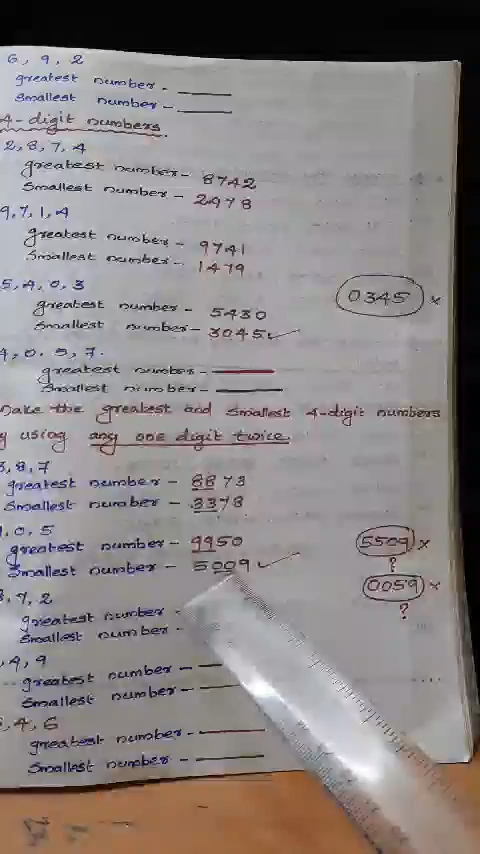 6, 9, 2
greatest number -
Smallest number -
4-digit numbers.
2, 8, 7, 4
greatest number - 8742
Smallest number - 2478
9, 7, 1, 4
greatest number - 9741
Smallest number - 1479
5, 4, 0, 3
0345 ×
greatest number - 5430
Smallest number - 3045 ✓
4, 0, 5, 7.
greatest number -
Smallest number -
Make the greatest and smallest 4-digit numbers
using any one digit twice.
3, 8, 7
greatest number - 8873
Smallest number - 3378
, 0, 5
greatest number - 9950
5509 ×
?
Smallest number - 5009 ✓
0059 ×
?
, 7, 2
greatest number -
Smallest number -
, 4, 9
greatest number -
Smallest number -
, 4, 6
greatest number -
Smallest number -